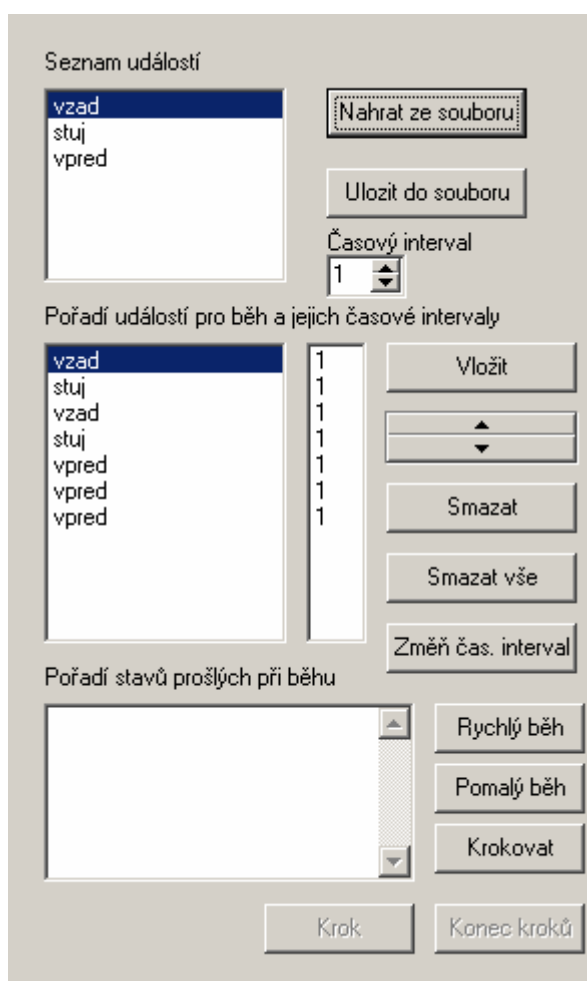 Seznam událostí
vzad
stuj
vpred
Nahrat ze souboru
Ulozit do souboru
Časový interval
1
Pořadí událostí pro běh a jejich časové intervaly
vzad 1
stuj 1
vzad 1
stuj 1
vpred 1
vpred 1
vpred 1
Vložit
Smazat
Smazat vše
Změň čas. interval
Pořadí stavů prošlých při běhu
Rychlý běh
Pomalý běh
Krokovat
Krok
Konec kroků